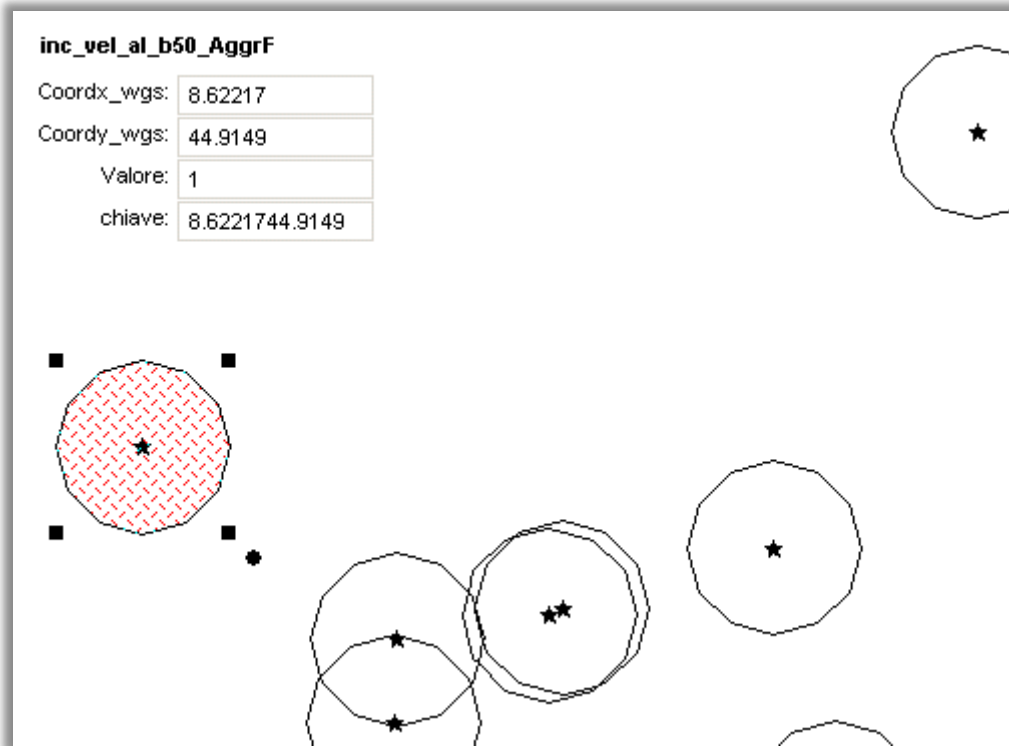 inc_vel_al_b50_AggrF
Coordx_wgs: 8.62217
Coordy_wgs: 44.9149
Valore: 1
chiave: 8.6221744.9149